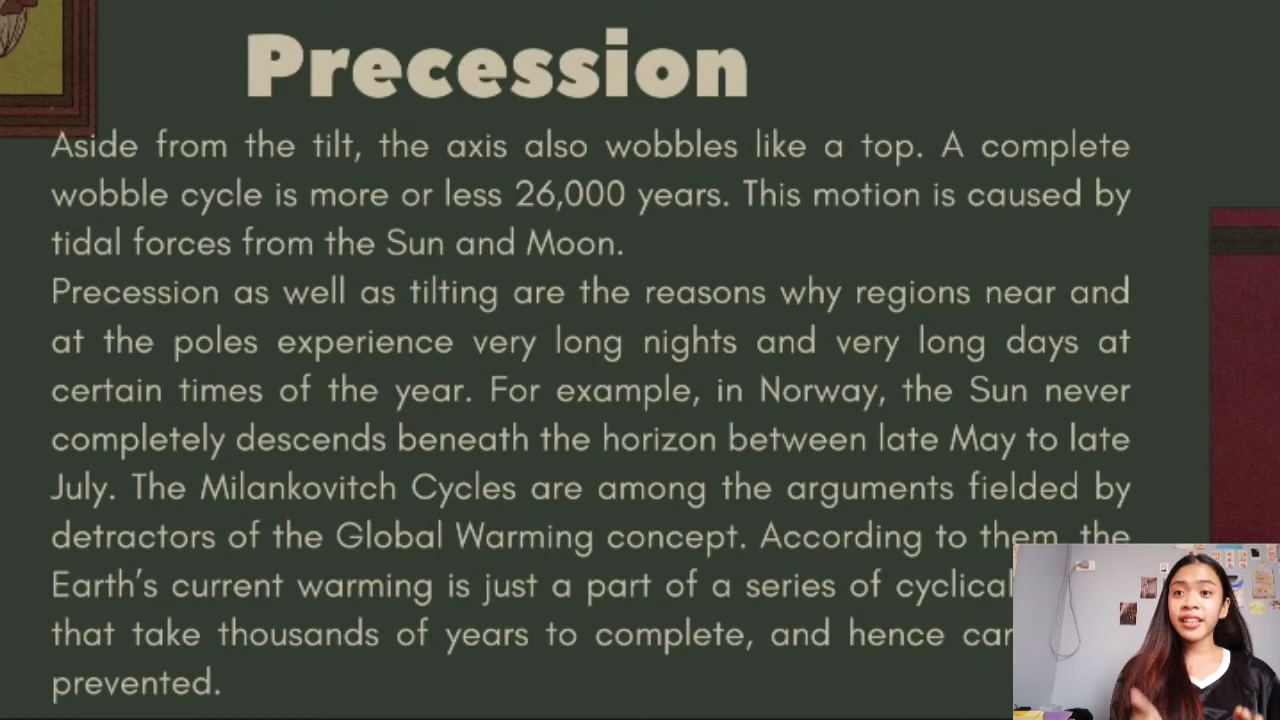 Precession
Aside from the tilt, the axis also wobbles like a top. A complete
wobble cycle is more or less 26,000 years. This motion is caused by
tidal forces from the Sun and Moon.
Precession as well as tilting are the reasons why regions near and
at the poles experience very long nights and very long days at
certain times of the year. For example, in Norway, the Sun never
completely descends beneath the horizon between late May to late
July. The Milankovitch Cycles are among the arguments fielded by
detractors of the Global Warming concept. According to them, the
Earth's current warming is just a part of a series of cyclical
that take thousands of years to complete, and hence
prevented.